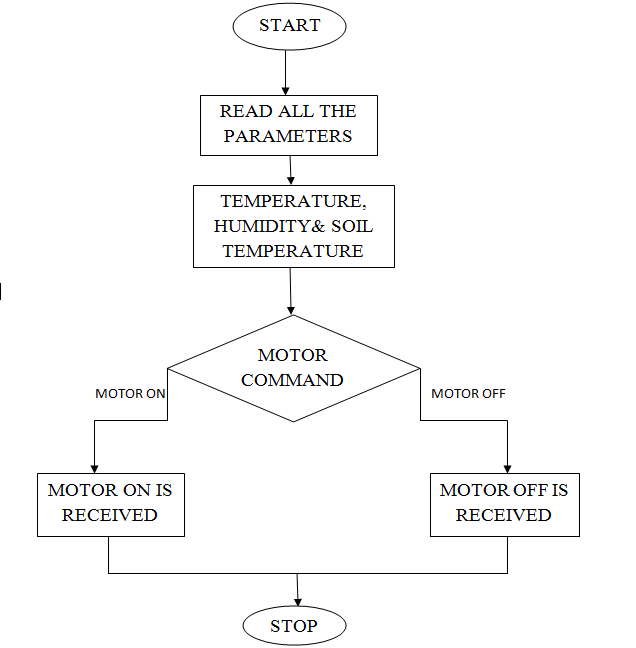 START
READ ALL THE
PARAMETERS
TEMPERATURE,
HUMIDITY& SOIL
TEMPERATURE
MOTOR
COMMAND
MOTOR ON
MOTOR OFF
MOTOR ON IS
RECEIVED
MOTOR OFF IS
RECEIVED
STOP